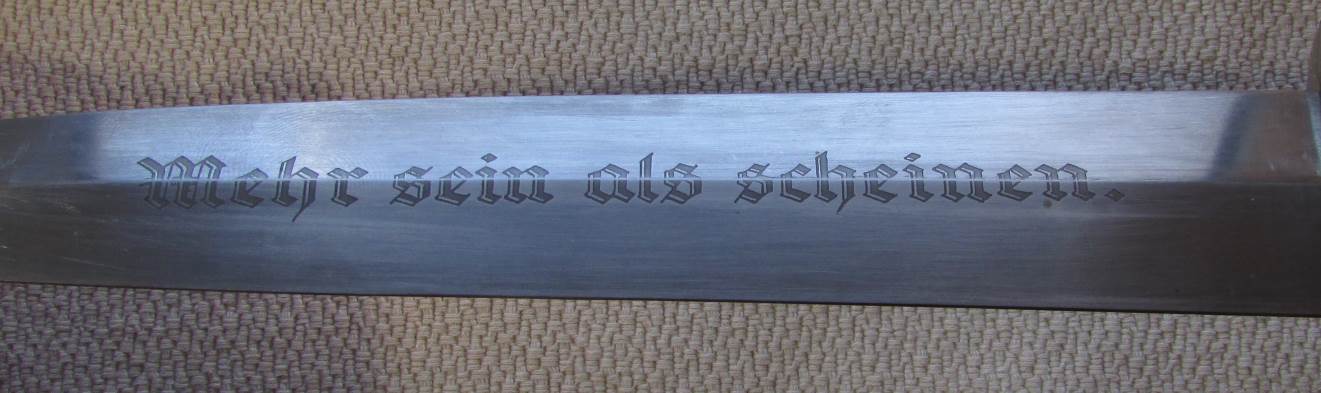 Mehr sein als scheinen.